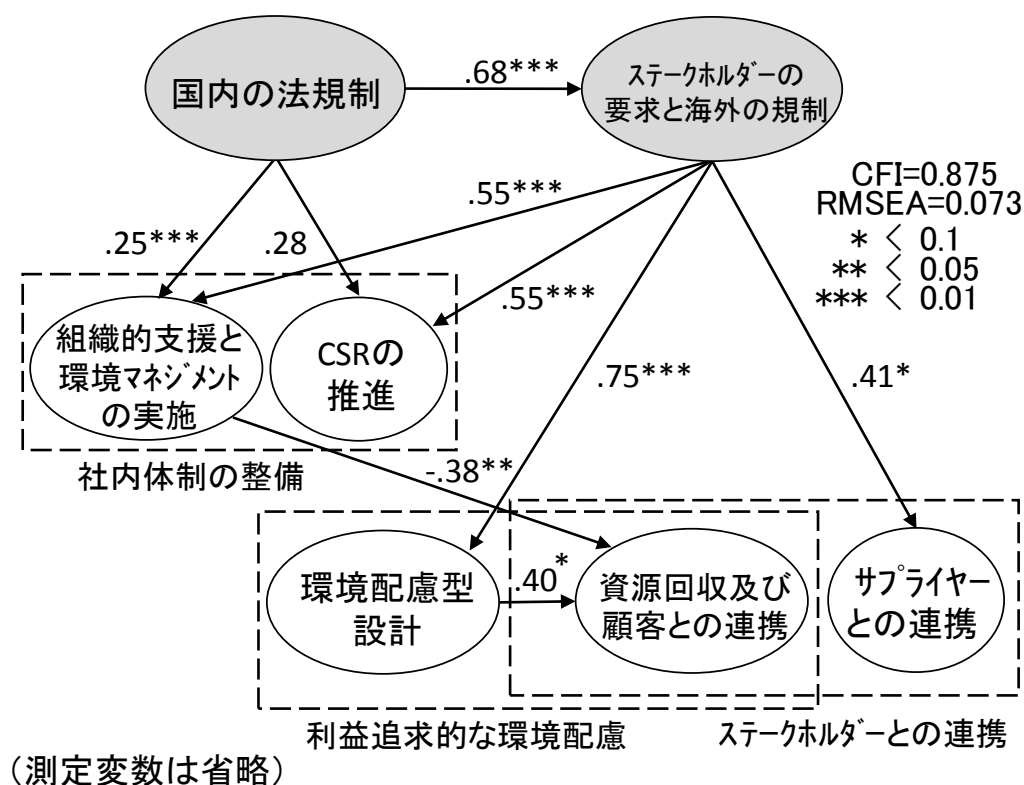 国内の法規制
.68***
ステークホルダーの
要求と海外の規制
CFI=0.875
RMSEA=0.073
* < 0.1
** < 0.05
*** < 0.01
.55***
.25***
.28
.55***
組織的支援と
環境マネジメント
の実施
CSRの
推進
.75***
.41*
社内体制の整備
-.38**
環境配慮型
設計
.40*
資源回収及び
顧客との連携
サプライヤー
との連携
利益追求的な環境配慮
ステークホルダーとの連携
(測定変数は省略)